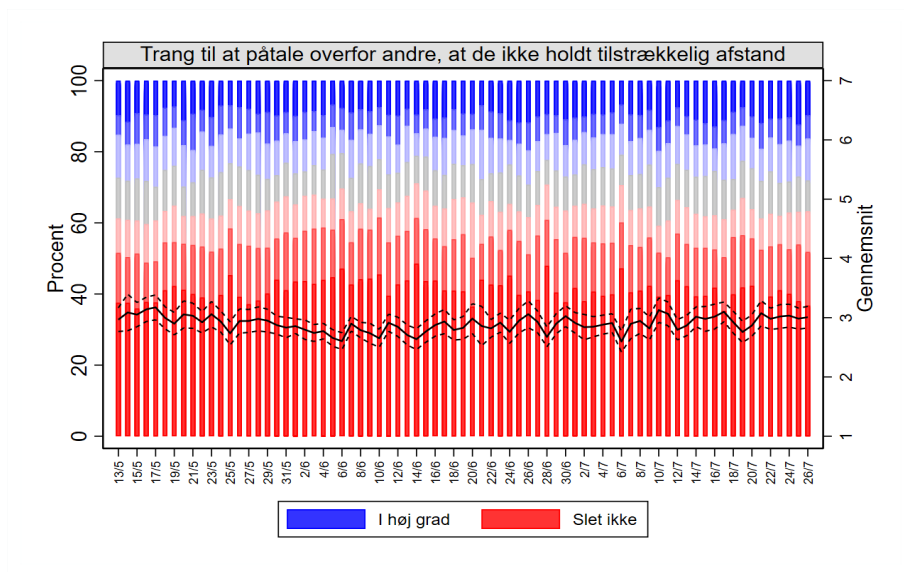 Trang til at påtale overfor andre, at de ikke holdt tilstrækkelig afstand
Procent
100
80
60
40
20
0
Gennemsnit
7
6
5
4
3
2
1
13/5 15/5 17/5 19/5 21/5 23/5 25/5 27/5 29/5 31/5 2/6 4/6 6/6 8/6 10/6 12/6 14/6 16/6 18/6 20/6 22/6 24/6 26/6 28/6 30/6 2/7 4/7 6/7 8/7 10/7 12/7 14/7 16/7 18/7 20/7 22/7 24/7 26/7
I høj grad Slet ikke